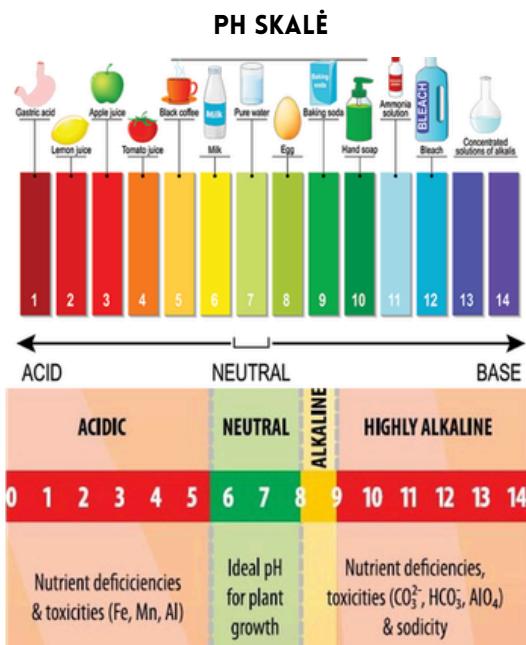 PH SKALĖ
Gastric acid
Lemon juice
Apple juice
Tomato juice
Black coffee
Milk
Milk
Pure water
Egg
Baking soda
Baking soda
Hand soap
Ammonia solution
BLEACH
Bleach
Concentrated
solutions of alkalis
1 2 3 4 5 6 7 8 9 10 11 12 13 14
ACID NEUTRAL BASE
ACIDIC NEUTRAL ALKALINE HIGHLY ALKALINE
0 1 2 3 4 5 6 7 8 9 10 11 12 13 14
Nutrient deficiciencies
& toxicities (Fe, Mn, Al)
Ideal pH
for plant
growth
Nutrient deficiencies,
toxicities (CO₃²⁻, HCO₃⁻, AlO₄)
& sodicity